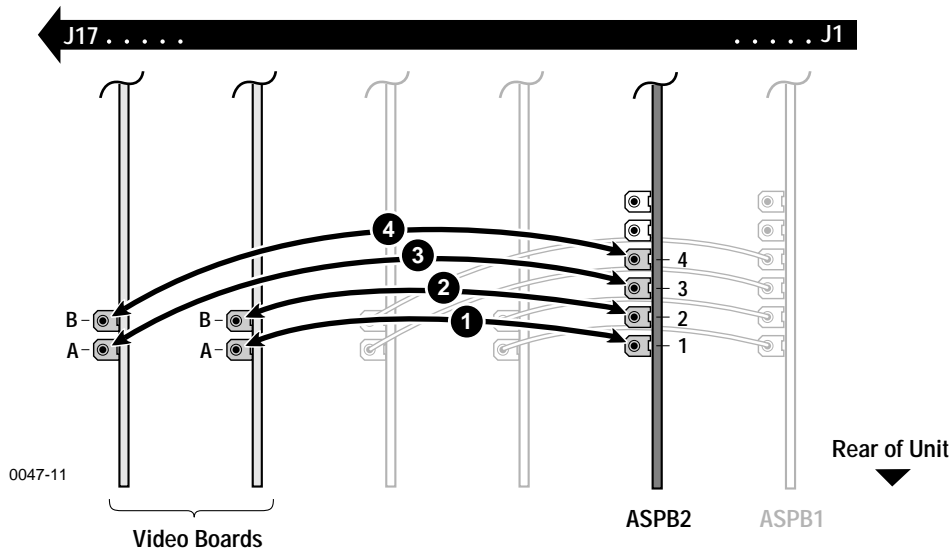 J17 . . . . .
. . . . . J1
4
3
2
1
4
3
2
1
B
B
A
A
Rear of Unit
0047-11
Video Boards
ASPB2
ASPB1